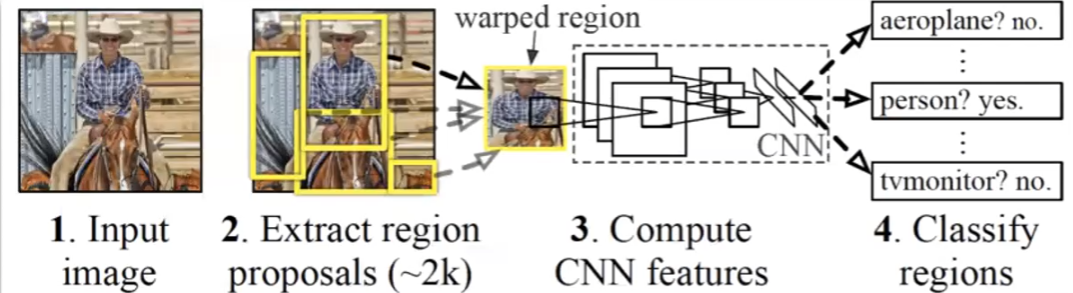 warped region
aeroplane? no.
person? yes.
CNN
tvmonitor? no.
1. Input
image
2. Extract region
proposals (~2k)
3. Compute
CNN features
4. Classify
regions